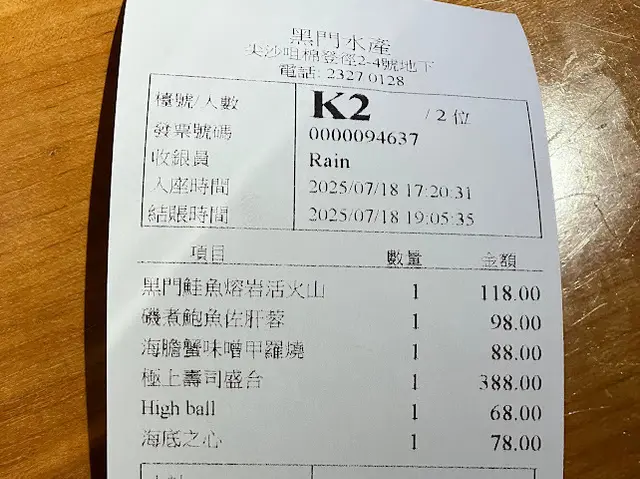 黑門水產
尖沙咀棉登徑2-4號地下
電話: 2327 0128
檯號/人數 K2 /2 位
發票號碼 0000094637
收銀員 Rain
入座時間 2025/07/18 17:20:31
結賬時間 2025/07/18 19:05:35
項目 數量 金額
黑門鮭魚熔岩活火山 1 118.00
磯煮鮑魚佐肝蓉 1 98.00
海膽蟹味噌甲羅燒 1 88.00
極上壽司盛台 1 388.00
High ball 1 68.00
海底之心 1 78.00